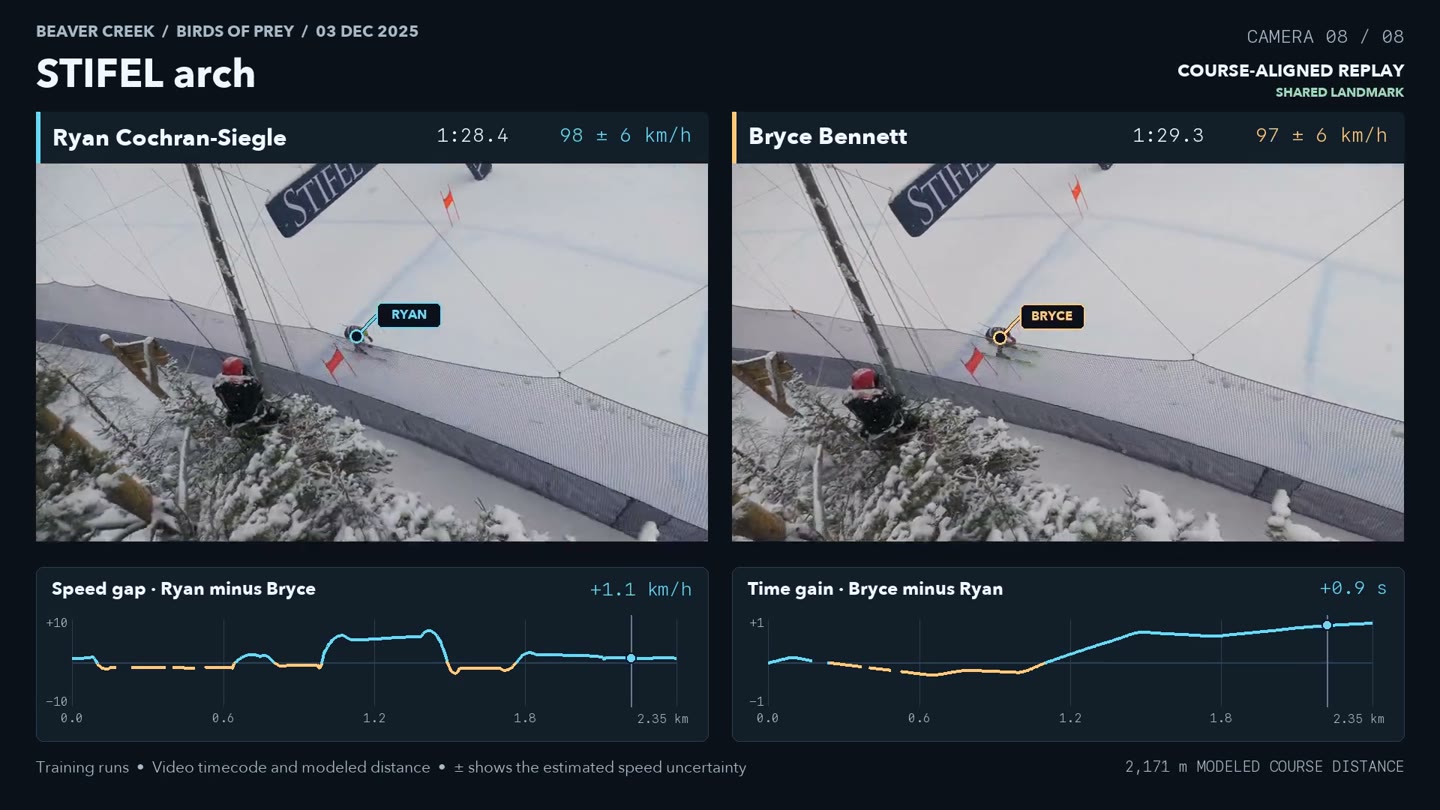 BEAVER CREEK / BIRDS OF PREY / 03 DEC 2025
CAMERA 08 / 08
STIFEL arch
COURSE-ALIGNED REPLAY
SHARED LANDMARK
Ryan Cochran-Siegle 1:28.4 98 ± 6 km/h
Bryce Bennett 1:29.3 97 ± 6 km/h
STIFEL
STIFEL
RYAN
BRYCE
Speed gap · Ryan minus Bryce +1.1 km/h
+10
−10
0.0 0.6 1.2 1.8 2.35 km
Time gain · Bryce minus Ryan +0.9 s
+1
−1
0.0 0.6 1.2 1.8 2.35 km
Training runs • Video timecode and modeled distance • ± shows the estimated speed uncertainty
2,171 m MODELED COURSE DISTANCE